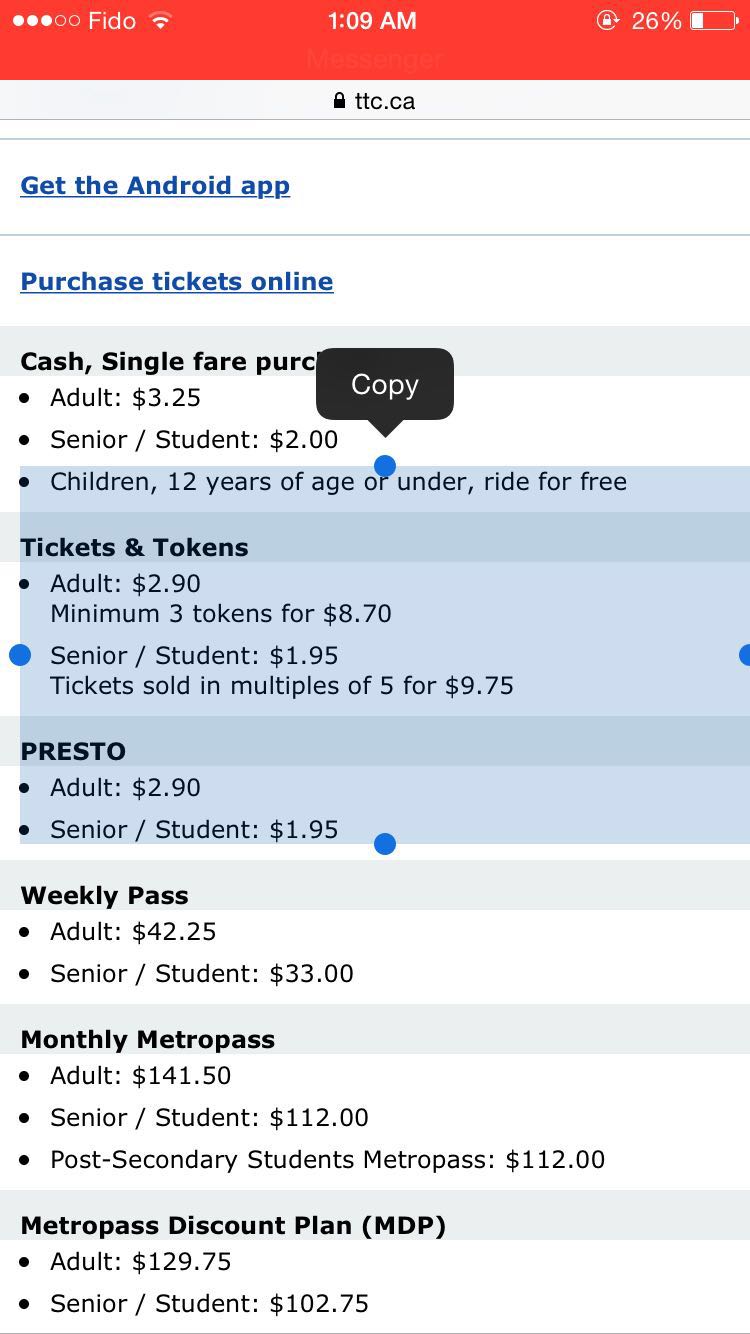 Fido 1:09 AM 26%
Messenger
ttc.ca
Get the Android app
Purchase tickets online
Cash, Single fare
Copy
Adult: $3.25
Senior / Student: $2.00
Children, 12 years of age or under, ride for free
Tickets & Tokens
Adult: $2.90
Minimum 3 tokens for $8.70
Senior / Student: $1.95
Tickets sold in multiples of 5 for $9.75
PRESTO
Adult: $2.90
Senior / Student: $1.95
Weekly Pass
Adult: $42.25
Senior / Student: $33.00
Monthly Metropass
Adult: $141.50
Senior / Student: $112.00
Post-Secondary Students Metropass: $112.00
Metropass Discount Plan (MDP)
Adult: $129.75
Senior / Student: $102.75